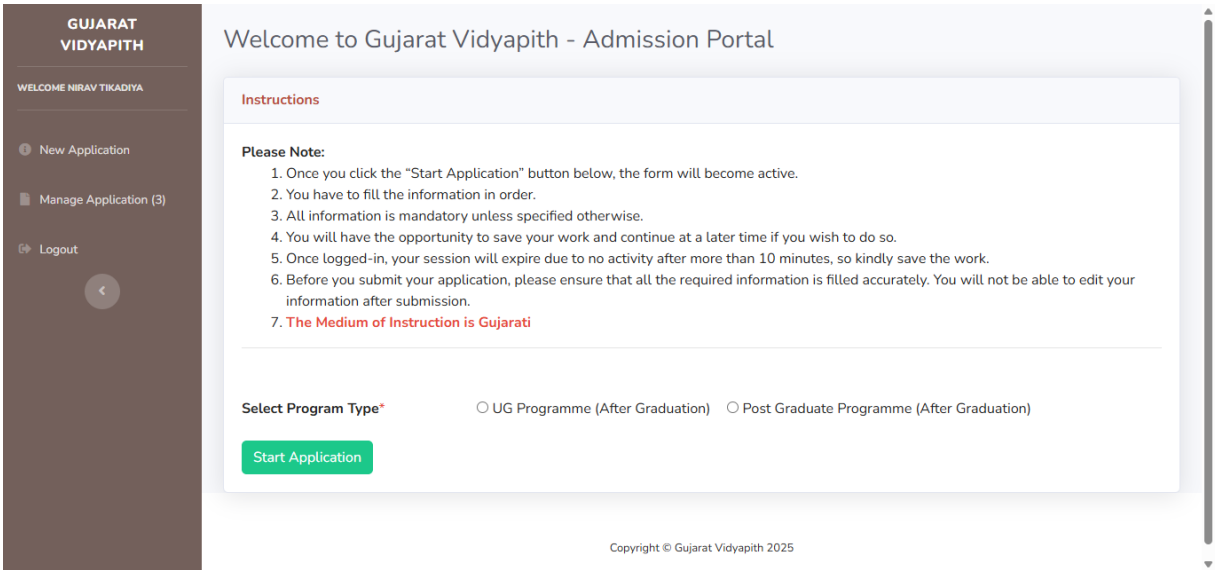 GUJARAT
VIDYAPITH
WELCOME NIRAV TIKADIYA
New Application
Manage Application (3)
Logout
Welcome to Gujarat Vidyapith - Admission Portal
Instructions
Please Note:
1. Once you click the “Start Application” button below, the form will become active.
2. You have to fill the information in order.
3. All information is mandatory unless specified otherwise.
4. You will have the opportunity to save your work and continue at a later time if you wish to do so.
5. Once logged-in, your session will expire due to no activity after more than 10 minutes, so kindly save the work.
6. Before you submit your application, please ensure that all the required information is filled accurately. You will not be able to edit your
information after submission.
7. The Medium of Instruction is Gujarati
Select Program Type* UG Programme (After Graduation) Post Graduate Programme (After Graduation)
Start Application
Copyright © Gujarat Vidyapith 2025